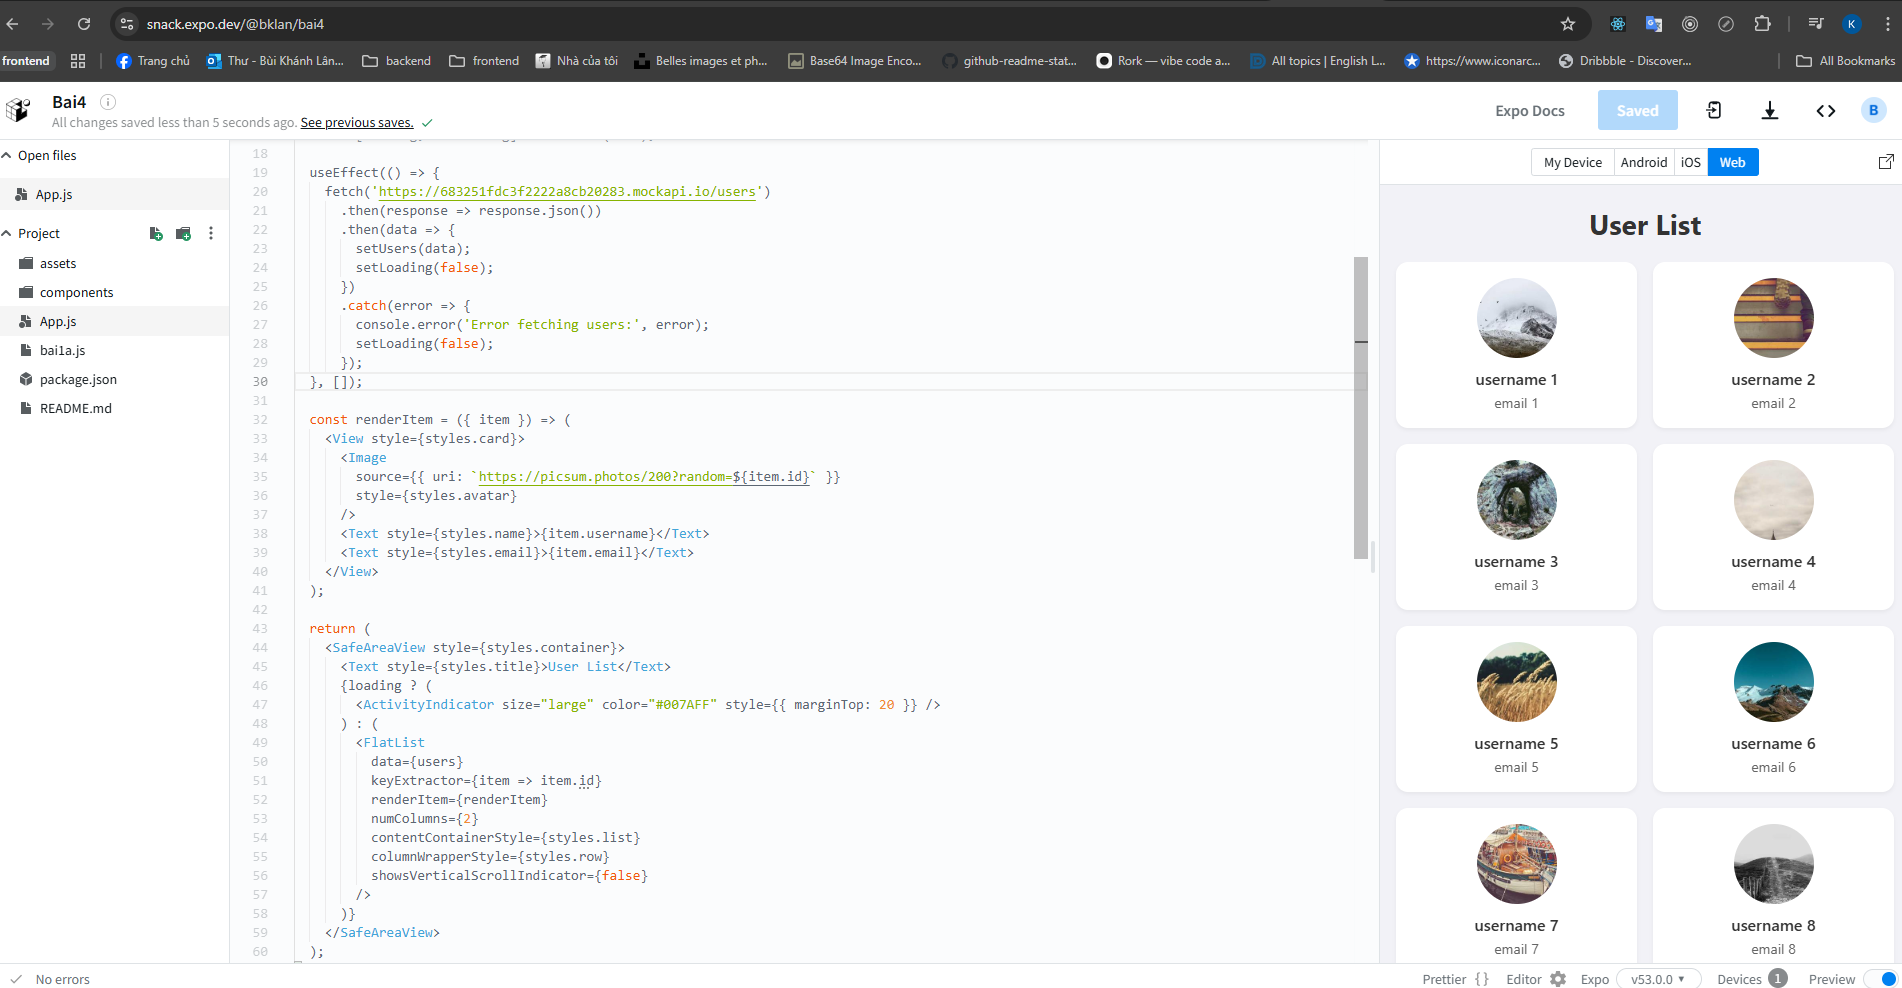 snack.expo.dev/@bklan/bai4
K
frontend
Trang chủ
Thư - Bùi Khánh Lân...
backend
frontend
Nhà của tôi
Belles images et ph...
Base64 Image Enco...
github-readme-stat...
Rork — vibe code a...
All topics | English L...
https://www.iconarc...
Dribbble - Discover...
All Bookmarks
Bai4
All changes saved less than 5 seconds ago. See previous saves.
Expo Docs
Saved
B
Open files
App.js
Project
assets
components
App.js
bai1a.js
package.json
README.md
18
19 useEffect(() => {
20 fetch('https://683251fdc3f2222a8cb20283.mockapi.io/users')
21 .then(response => response.json())
22 .then(data => {
23 setUsers(data);
24 setLoading(false);
25 })
26 .catch(error => {
27 console.error('Error fetching users:', error);
28 setLoading(false);
29 });
30 }, []);
31
32 const renderItem = ({ item }) => (
33 <View style={styles.card}>
34 <Image
35 source={{ uri: `https://picsum.photos/200?random=${item.id}` }}
36 style={styles.avatar}
37 />
38 <Text style={styles.name}>{item.username}</Text>
39 <Text style={styles.email}>{item.email}</Text>
40 </View>
41 );
42
43 return (
44 <SafeAreaView style={styles.container}>
45 <Text style={styles.title}>User List</Text>
46 {loading ? (
47 <ActivityIndicator size="large" color="#007AFF" style={{ marginTop: 20 }} />
48 ) : (
49 <FlatList
50 data={users}
51 keyExtractor={item => item.id}
52 renderItem={renderItem}
53 numColumns={2}
54 contentContainerStyle={styles.list}
55 columnWrapperStyle={styles.row}
56 showsVerticalScrollIndicator={false}
57 />
58 )}
59 </SafeAreaView>
60 );
My Device
Android
iOS
Web
User List
username 1
email 1
username 2
email 2
username 3
email 3
username 4
email 4
username 5
email 5
username 6
email 6
username 7
email 7
username 8
email 8
No errors
Prettier { }
Editor
Expo
v53.0.0
Devices 1
Preview